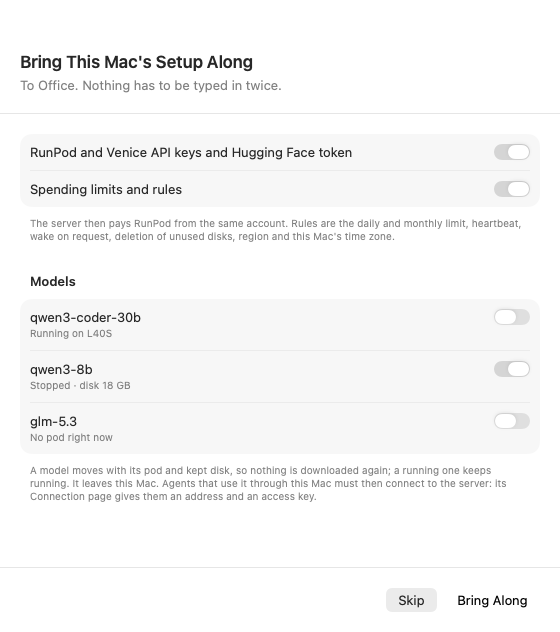 Bring This Mac's Setup Along
To Office. Nothing has to be typed in twice.
RunPod and Venice API keys and Hugging Face token
Spending limits and rules
The server then pays RunPod from the same account. Rules are the daily and monthly limit, heartbeat,
wake on request, deletion of unused disks, region and this Mac's time zone.
Models
qwen3-coder-30b
Running on L40S
qwen3-8b
Stopped · disk 18 GB
glm-5.3
No pod right now
A model moves with its pod and kept disk, so nothing is downloaded again; a running one keeps
running. It leaves this Mac. Agents that use it through this Mac must then connect to the server: its
Connection page gives them an address and an access key.
Skip
Bring Along